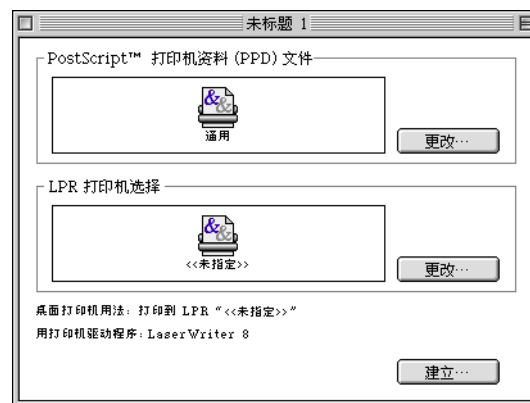 未标题 1
PostScript™ 打印机资料 (PPD) 文件
通用
更改…
LPR 打印机选择
<<未指定>>
更改…
桌面打印机用法: 打印到 LPR “<<未指定>>”
用打印机驱动程序: LaserWriter 8
建立…